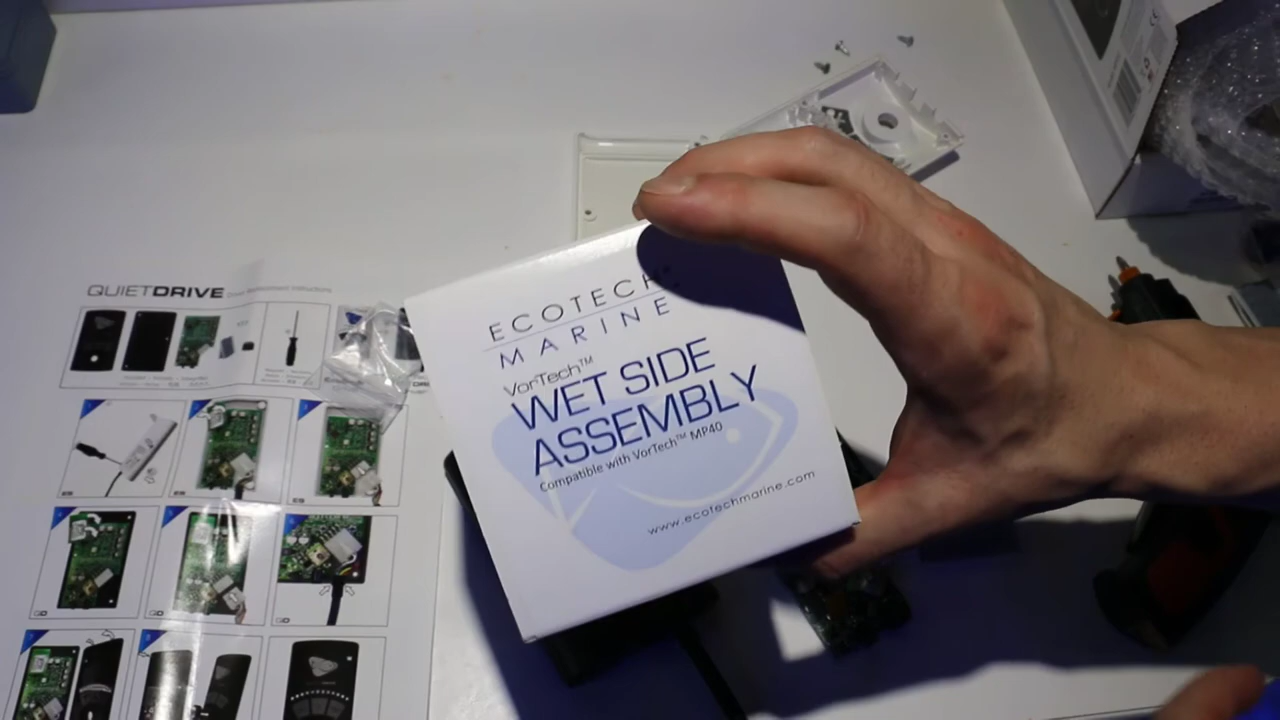 QUIETDRIVE
ECOTECH
MARINE
VorTech™
WET SIDE
ASSEMBLY
Compatible with VorTech™ MP40
www.ecotechmarine.com